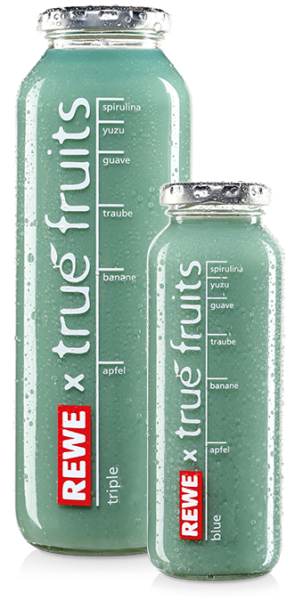 spirulina
yuzu
guave
traube
banane
apfel
REWE x true fruits
triple
spirulina
yuzu
guave
traube
banane
apfel
REWE x true fruits
blue